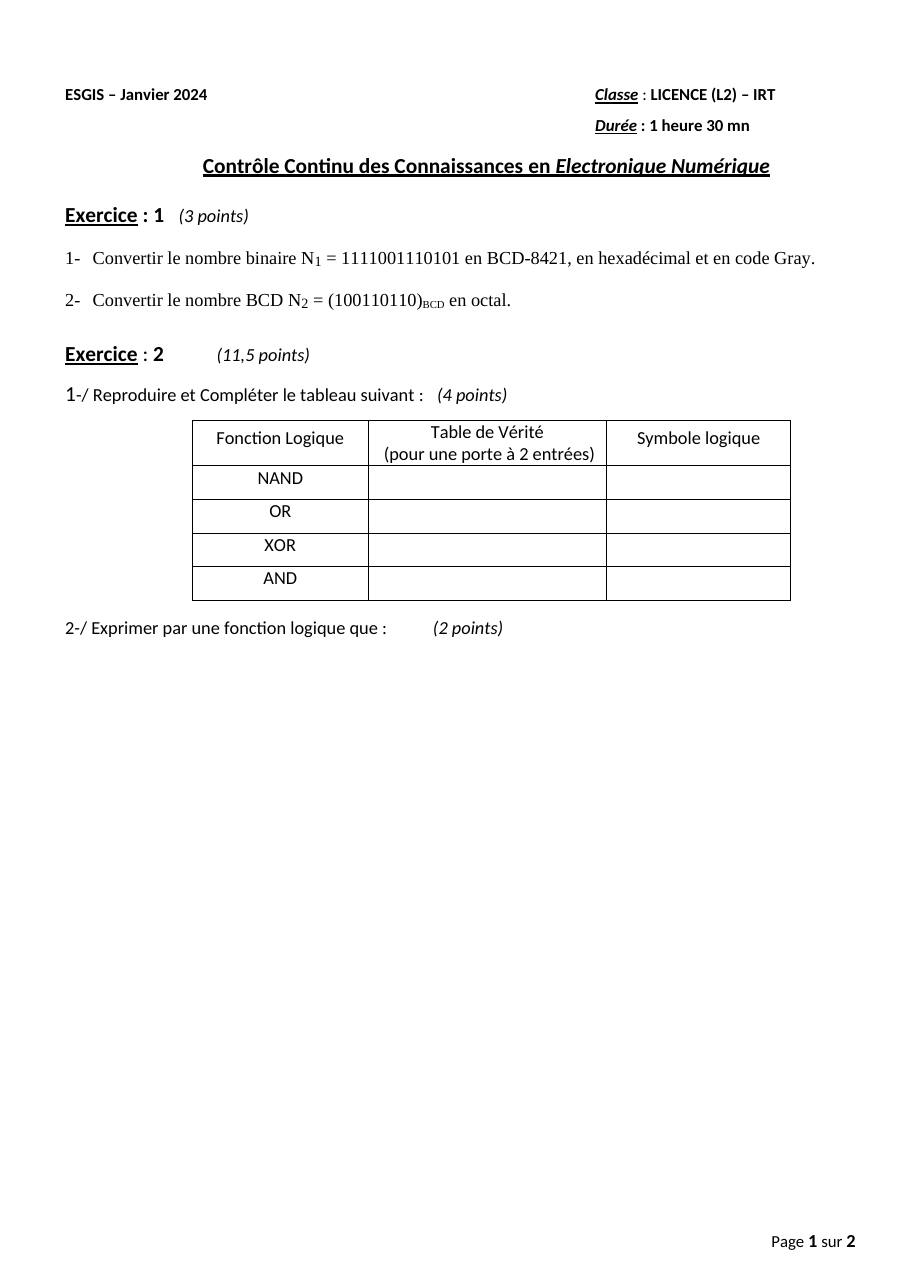 ESGIS – Janvier 2024 Classe : LICENCE (L2) – IRT
Durée : 1 heure 30 mn
Contrôle Continu des Connaissances en Electronique Numérique
Exercice : 1 (3 points)
1- Convertir le nombre binaire N1 = 1111001110101 en BCD-8421, en hexadécimal et en code Gray.
2- Convertir le nombre BCD N2 = (100110110)BCD en octal.
Exercice : 2 (11,5 points)
1-/ Reproduire et Compléter le tableau suivant : (4 points)
Fonction Logique Table de Vérité (pour une porte à 2 entrées) Symbole logique
NAND
OR
XOR
AND
2-/ Exprimer par une fonction logique que : (2 points)
Page 1 sur 2